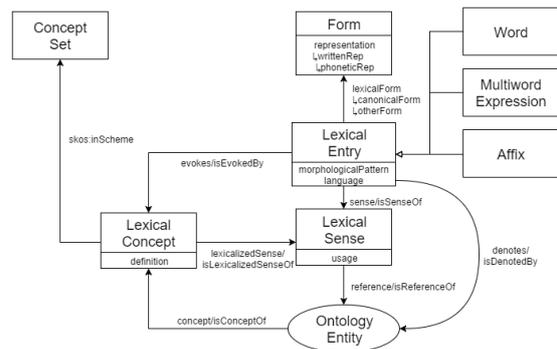 Concept
Set
Form
representation
↳writtenRep
↳phoneticRep
Word
Multiword
Expression
Affix
lexicalForm
↳canonicalForm
↳otherForm
skos:inScheme
evokes/isEvokedBy
Lexical
Entry
morphologicalPattern
language
sense/isSenseOf
Lexical
Concept
definition
lexicalizedSense/
isLexicalizedSenseOf
Lexical
Sense
usage
denotes/
isDenotedBy
reference/isReferenceOf
concept/isConceptOf
Ontology
Entity